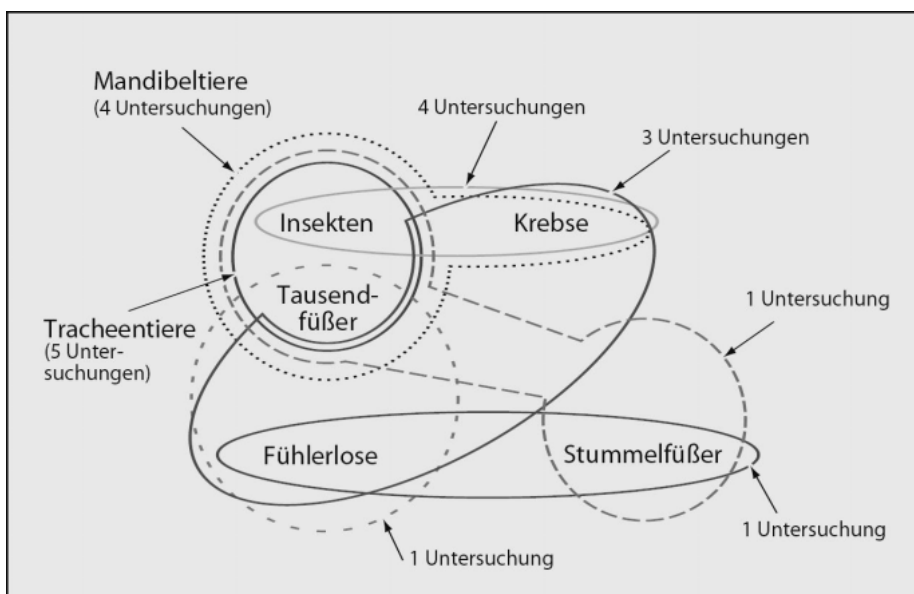 Mandibeltiere
(4 Untersuchungen)
4 Untersuchungen
3 Untersuchungen
Insekten
Krebse
Tausend-
füßer
1 Untersuchung
Tracheentiere
(5 Unter-
suchungen)
Fühlerlose
Stummelfüßer
1 Untersuchung
1 Untersuchung